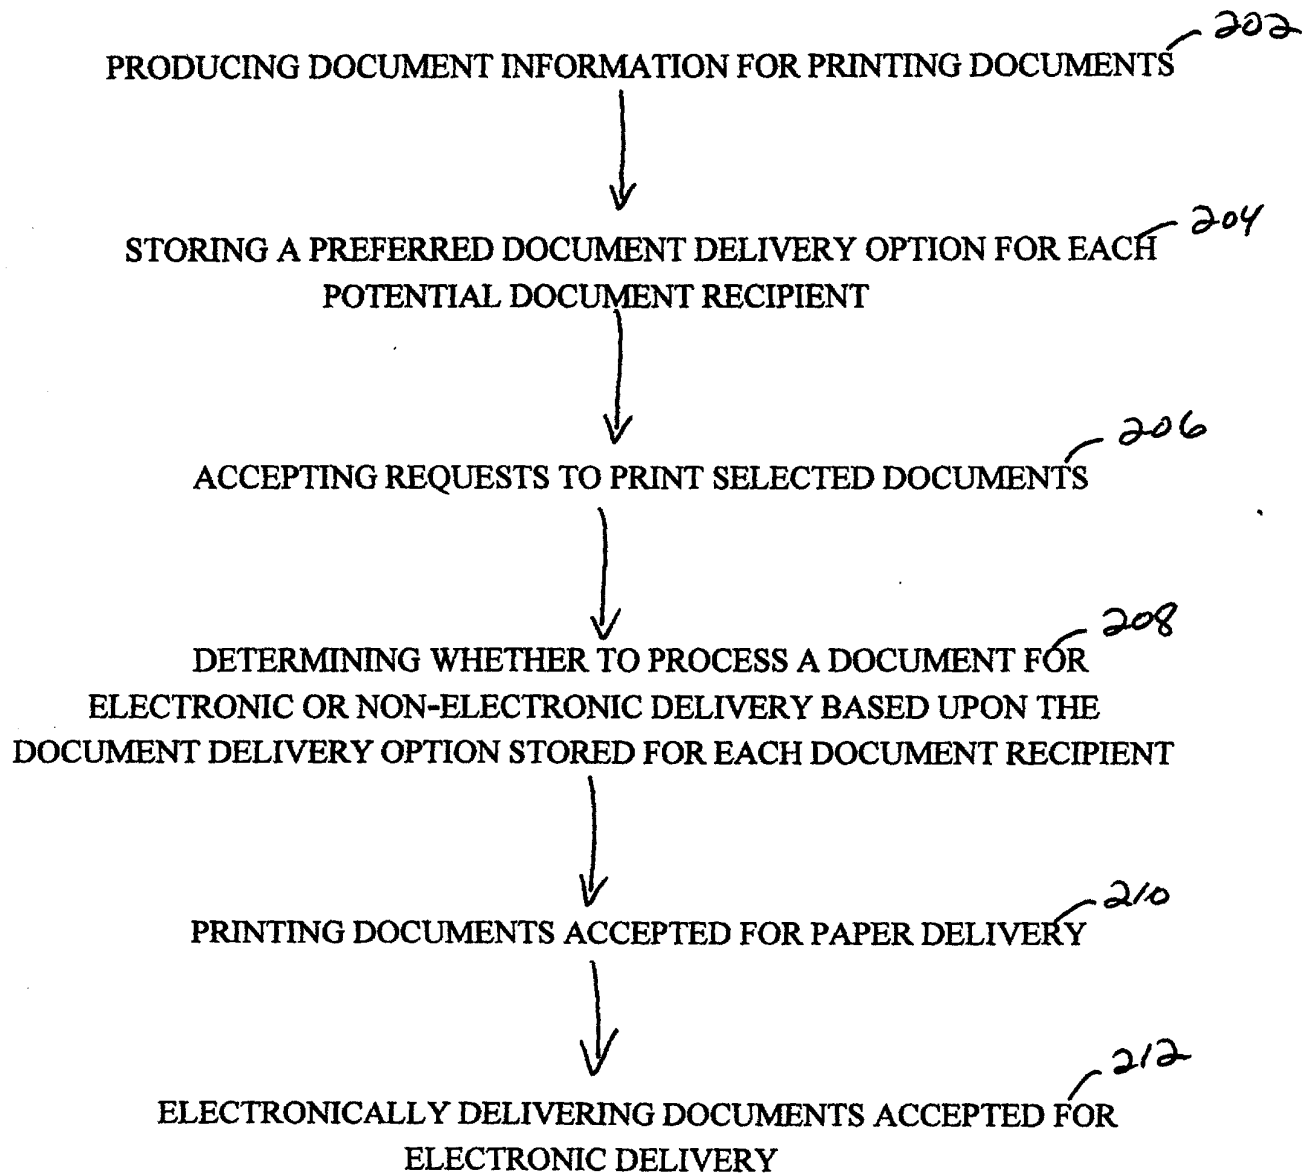 202
PRODUCING DOCUMENT INFORMATION FOR PRINTING DOCUMENTS
204
STORING A PREFERRED DOCUMENT DELIVERY OPTION FOR EACH
POTENTIAL DOCUMENT RECIPIENT
206
ACCEPTING REQUESTS TO PRINT SELECTED DOCUMENTS
208
DETERMINING WHETHER TO PROCESS A DOCUMENT FOR
ELECTRONIC OR NON-ELECTRONIC DELIVERY BASED UPON THE
DOCUMENT DELIVERY OPTION STORED FOR EACH DOCUMENT RECIPIENT
210
PRINTING DOCUMENTS ACCEPTED FOR PAPER DELIVERY
212
ELECTRONICALLY DELIVERING DOCUMENTS ACCEPTED FOR
ELECTRONIC DELIVERY